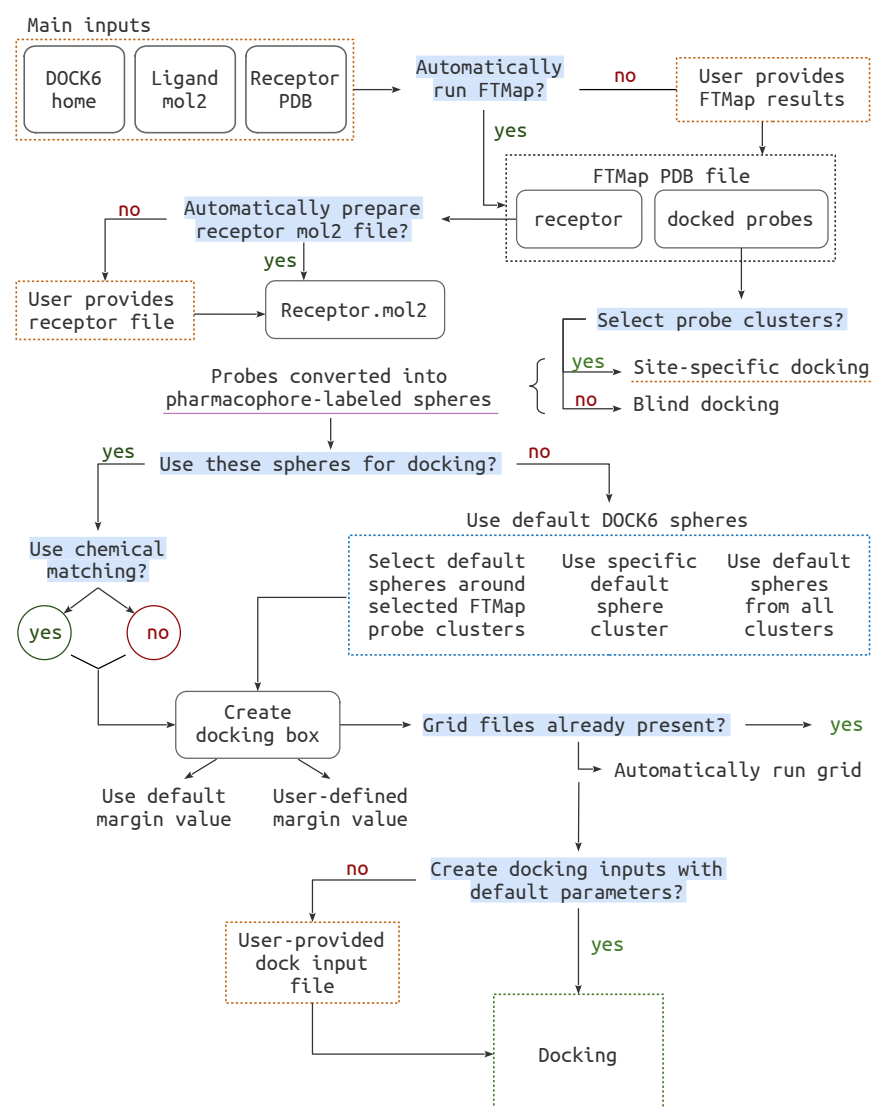 Main inputs
DOCK6
home
Ligand
mol2
Receptor
PDB
Automatically
run FTMap?
no
User provides
FTMap results
yes
FTMap PDB file
receptor
docked probes
no
Automatically prepare
receptor mol2 file?
yes
User provides
receptor file
Receptor.mol2
Select probe clusters?
yes
Site-specific docking
no
Blind docking
Probes converted into
pharmacophore-labeled spheres
yes
Use these spheres for docking?
no
Use default DOCK6 spheres
Select default
spheres around
selected FTMap
probe clusters
Use specific
default
sphere
cluster
Use default
spheres
from all
clusters
Use chemical
matching?
yes
no
Create
docking box
Grid files already present?
yes
Automatically run grid
Use default
margin value
User-defined
margin value
Create docking inputs with
default parameters?
no
User-provided
dock input
file
yes
Docking